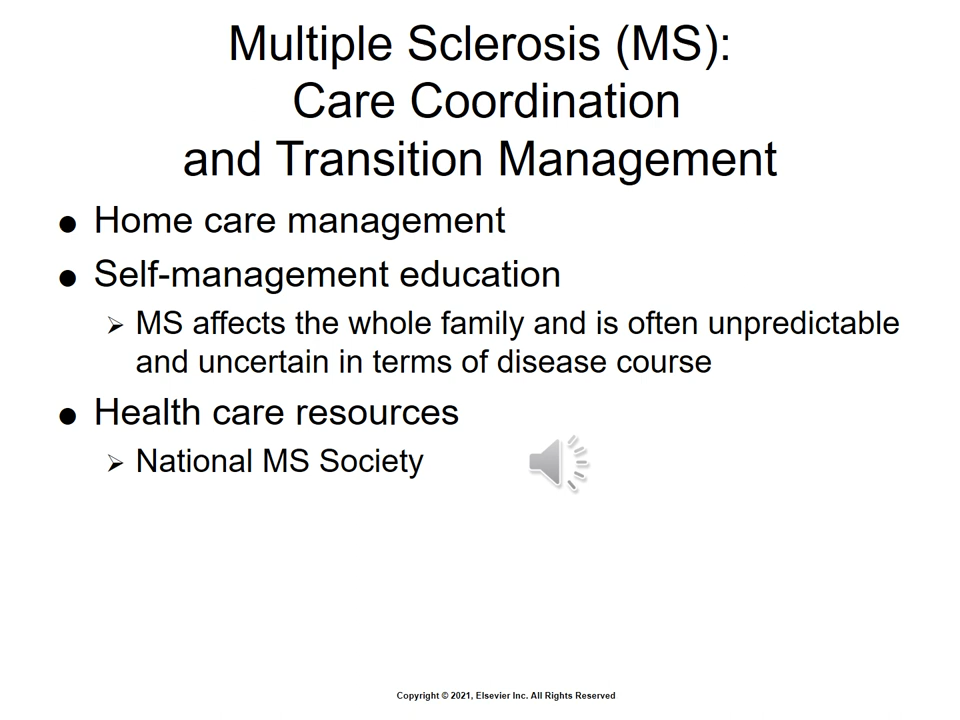 Multiple Sclerosis (MS):
Care Coordination
and Transition Management
● Home care management
● Self-management education
➢ MS affects the whole family and is often unpredictable
and uncertain in terms of disease course
● Health care resources
➢ National MS Society
Copyright © 2021, Elsevier Inc. All Rights Reserved